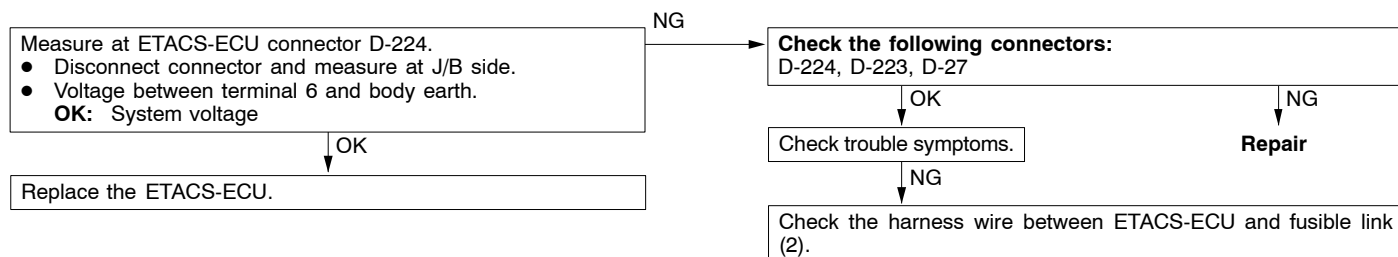 Measure at ETACS-ECU connector D-224.
● Disconnect connector and measure at J/B side.
● Voltage between terminal 6 and body earth.
OK: System voltage
NG
Check the following connectors:
D-224, D-223, D-27
OK
Replace the ETACS-ECU.
OK
Check trouble symptoms.
NG
Repair
NG
Check the harness wire between ETACS-ECU and fusible link
(2).